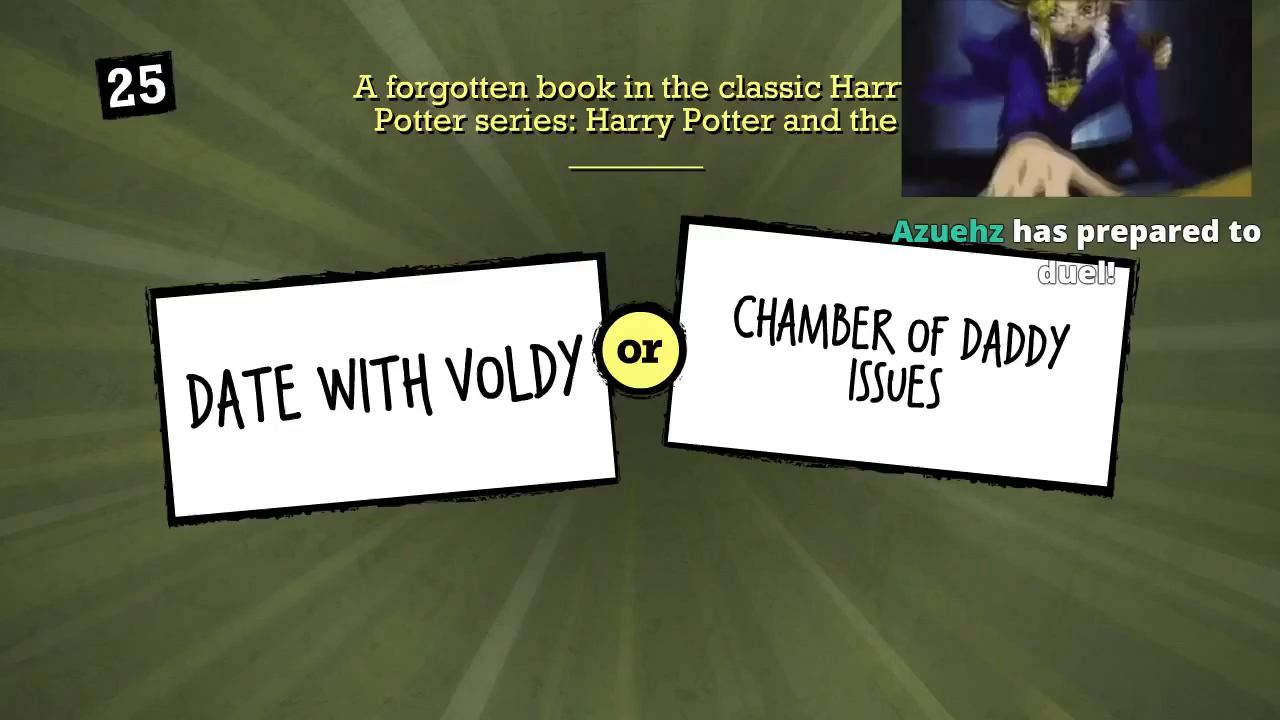 25
A forgotten book in the classic Harr
Potter series: Harry Potter and the
Azuehz has prepared to
duel!
DATE WITH VOLDY
or
CHAMBER OF DADDY
ISSUES